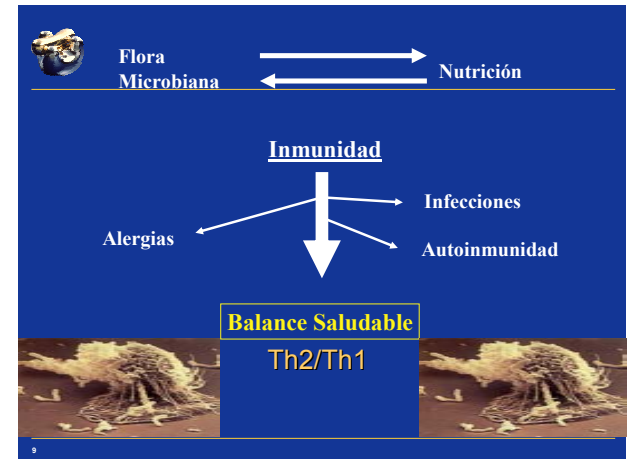 Flora
Microbiana
Nutrición
Inmunidad
Infecciones
Alergias
Autoinmunidad
Balance Saludable
Th2/Th1
9